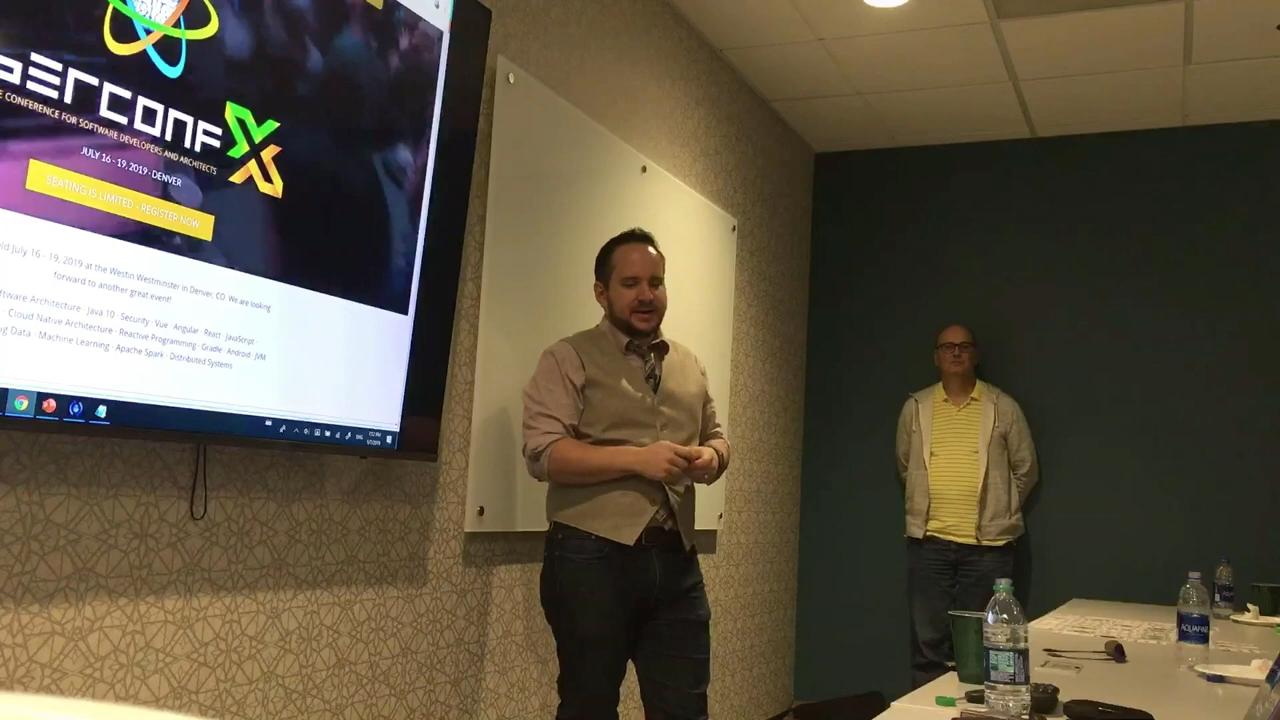 ERCONF X
E CONFERENCE FOR SOFTWARE DEVELOPERS AND ARCHITECTS
JULY 16 - 19, 2019 · DENVER
SEATING IS LIMITED - REGISTER NOW
ld July 16 - 19, 2019 at the Westin Westminster in Denver, CO. We are looking
forward to another great event!
ftware Architecture · Java 10 · Security · Vue · Angular · React · JavaScript ·
· Cloud Native Architecture · Reactive Programming · Gradle · Android · JVM
g Data · Machine Learning · Apache Spark · Distributed Systems
ENG
AQUAFINA